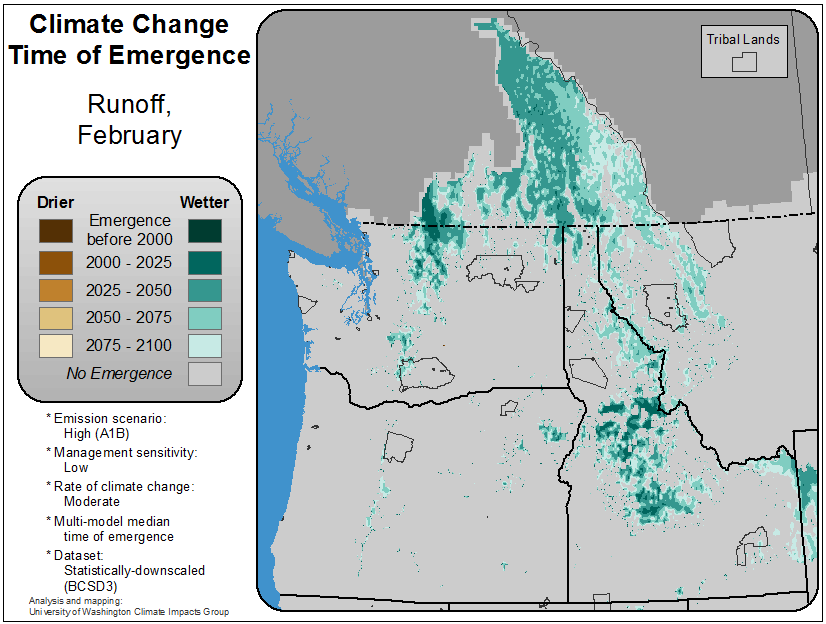 Climate Change
Time of Emergence
Runoff,
February
Drier
Wetter
Emergence
before 2000
2000 - 2025
2025 - 2050
2050 - 2075
2075 - 2100
No Emergence
* Emission scenario:
High (A1B)
* Management sensitivity:
Low
* Rate of climate change:
Moderate
* Multi-model median
time of emergence
* Dataset:
Statistically-downscaled
(BCSD3)
Analysis and mapping:
University of Washington Climate Impacts Group
Tribal Lands